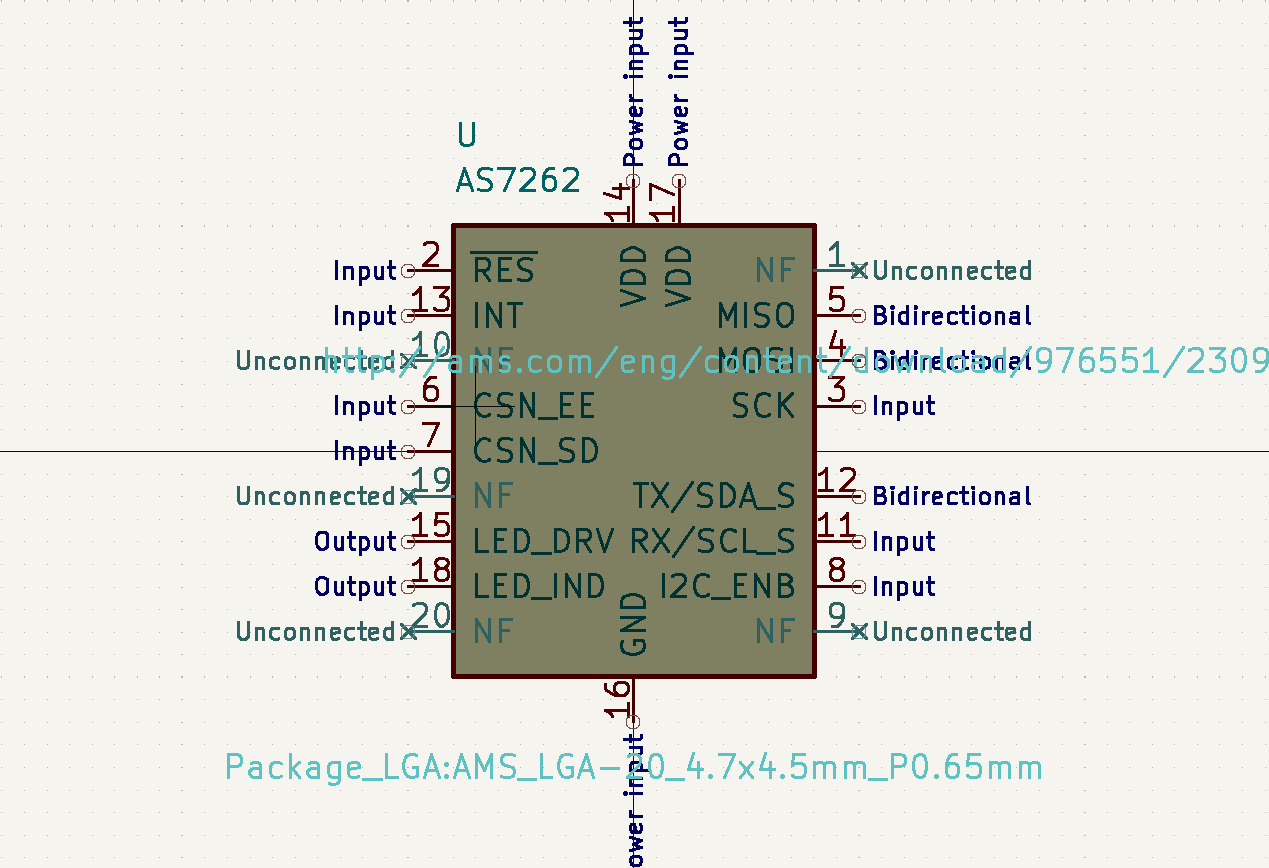 Power input
Power input
U
AS7262
14
17
VDD
VDD
Input 2 RES
Input 13 INT
Unconnected 10 NF
Input 6 CSN_EE
Input 7 CSN_SD
Unconnected 19 NF
Output 15 LED_DRV
Output 18 LED_IND
Unconnected 20 NF
NF 1 Unconnected
MISO 5 Bidirectional
MOSI 4 Bidirectional
SCK 3 Input
TX/SDA_S 12 Bidirectional
RX/SCL_S 11 Input
I2C_ENB 8 Input
NF 9 Unconnected
http://ams.com/eng/content/download/976551/2309
GND
16
ower input
Package_LGA:AMS_LGA-20_4.7x4.5mm_P0.65mm